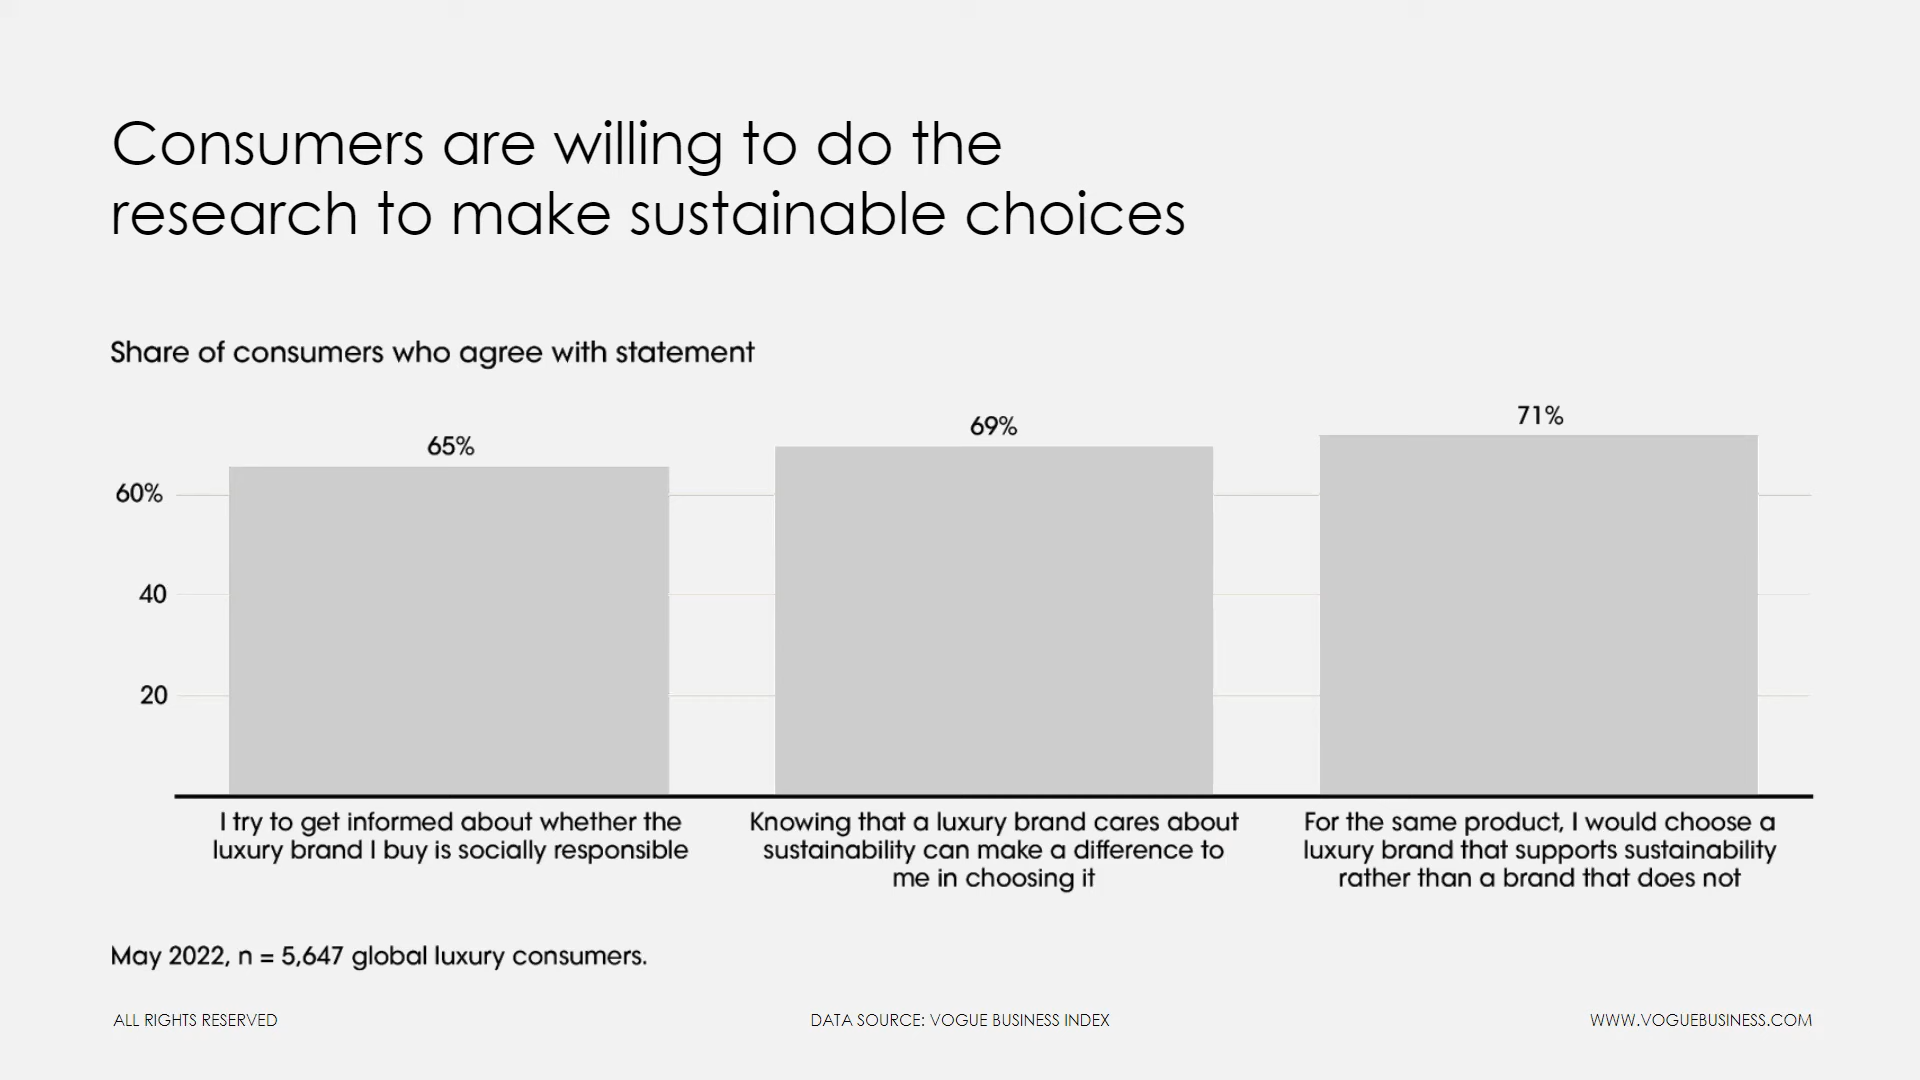 Consumers are willing to do the
research to make sustainable choices
Share of consumers who agree with statement
65%
69%
71%
60%
40
20
I try to get informed about whether the
luxury brand I buy is socially responsible
Knowing that a luxury brand cares about
sustainability can make a difference to
me in choosing it
For the same product, I would choose a
luxury brand that supports sustainability
rather than a brand that does not
May 2022, n = 5,647 global luxury consumers.
ALL RIGHTS RESERVED
DATA SOURCE: VOGUE BUSINESS INDEX
WWW.VOGUEBUSINESS.COM